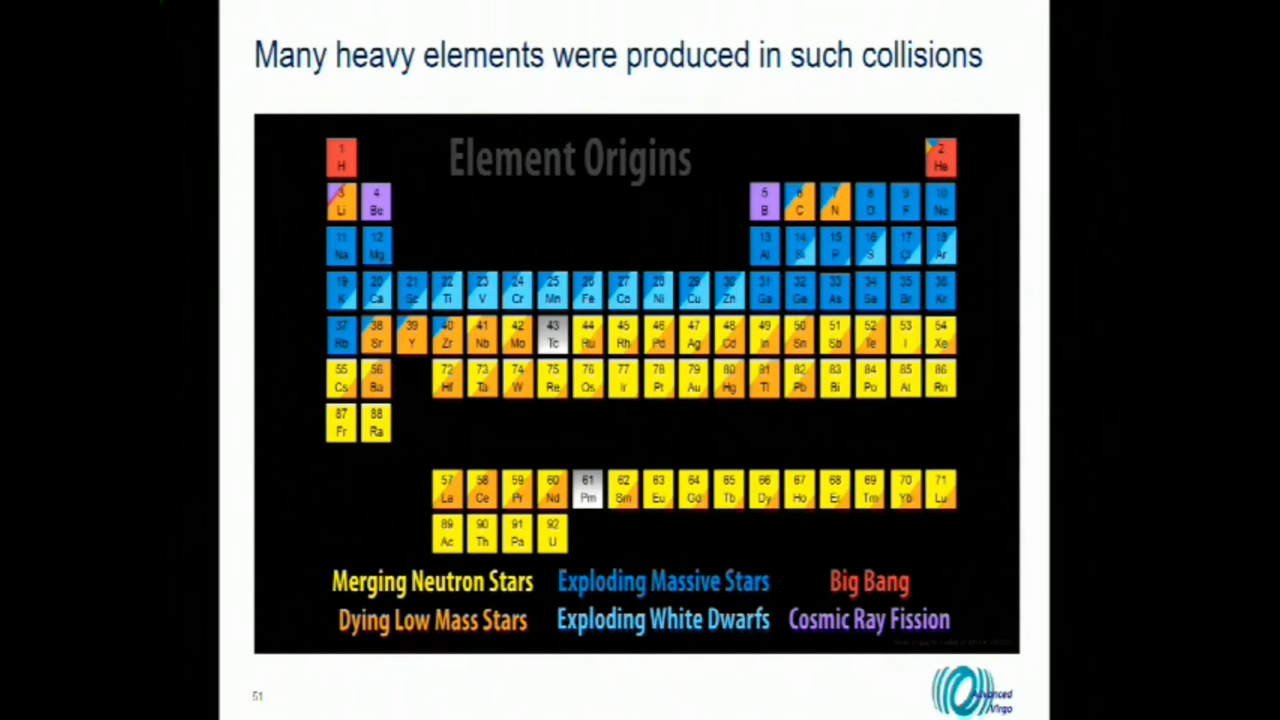 Many heavy elements were produced in such collisions
Element Origins
1 2
H He
3 4 5 6 7 8 9 10
Li Be B C N O F Ne
11 12 13 14 15 16 17 18
Na Mg Al Si P S Cl Ar
19 20 21 22 23 24 25 26 27 28 29 30 31 32 33 34 35 36
K Ca Sc Ti V Cr Mn Fe Co Ni Cu Zn Ga Ge As Se Br Kr
37 38 39 40 41 42 43 44 45 46 47 48 49 50 51 52 53 54
Rb Sr Y Zr Nb Mo Tc Ru Rh Pd Ag Cd In Sn Sb Te I Xe
55 56 72 73 74 75 76 77 78 79 80 81 82 83 84 85 86
Cs Ba Hf Ta W Re Os Ir Pt Au Hg Tl Pb Bi Po At Rn
87 88
Fr Ra
57 58 59 60 61 62 63 64 65 66 67 68 69 70 71
La Ce Pr Nd Pm Sm Eu Gd Tb Dy Ho Er Tm Yb Lu
89 90 91 92
Ac Th Pa U
Merging Neutron Stars Exploding Massive Stars Big Bang
Dying Low Mass Stars Exploding White Dwarfs Cosmic Ray Fission
51
Advanced
Virgo